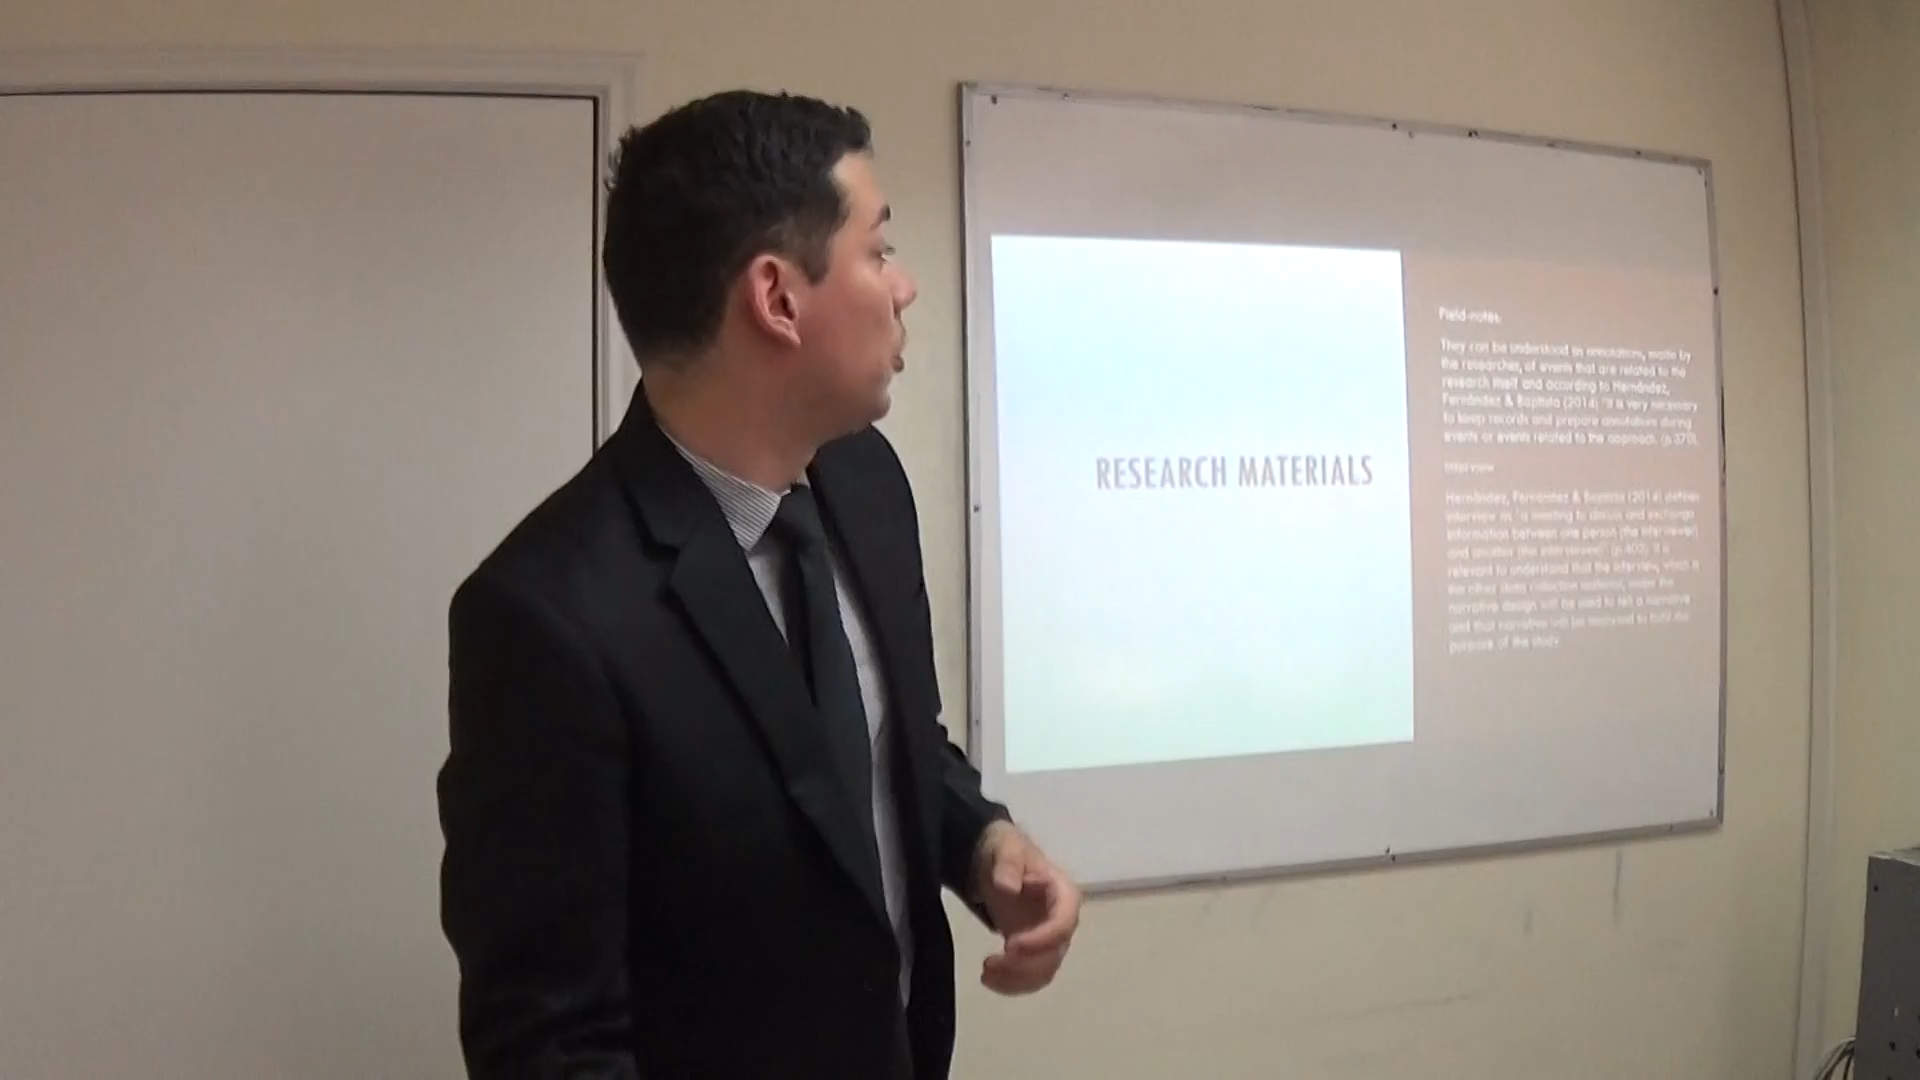 RESEARCH MATERIALS
Field-notes:
They can be understood as annotations, made by
the researcher, of events that are related to the
research itself and according to Hernández,
Fernández & Baptista (2014) "it is very necessary
to keep records and prepare annotations during
events or events related to the approach. (p.370).
Interview
Hernández, Fernández & Baptista (2014) defines
interview as "a meeting to discuss and exchange
information between one person (the interviewer)
and another (the interviewee)" (p.403). It is
relevant to understand that the interview, which is
the other data collection material, under the
narrative design will be used to tell a narrative
and that narrative will be
purpose of the study